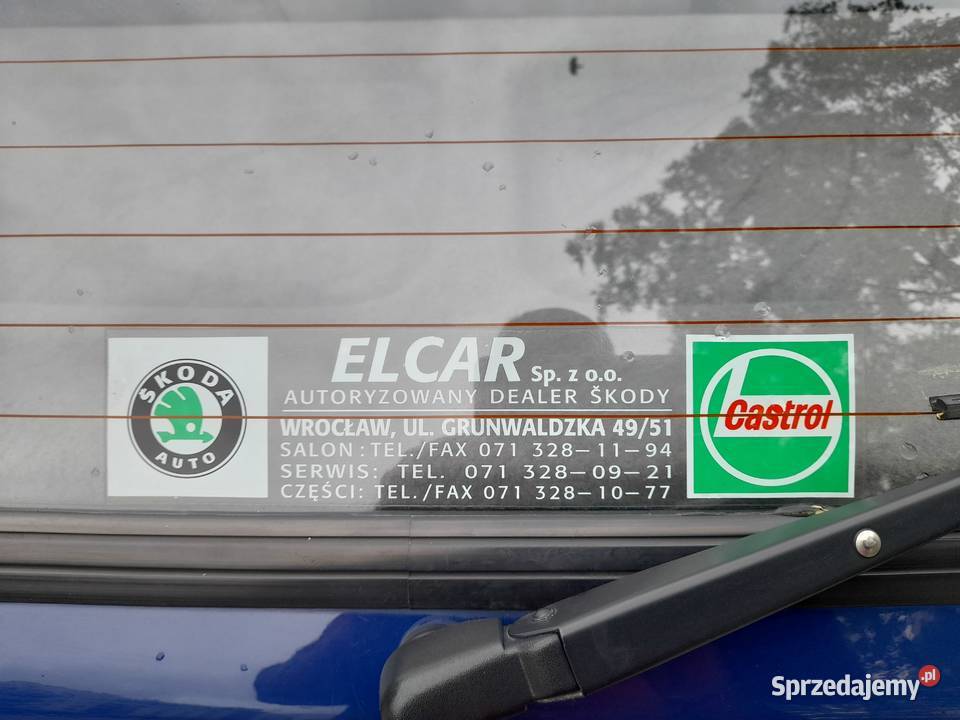 ŠKODA
AUTO
ELCAR Sp. z o.o.
AUTORYZOWANY DEALER ŠKODY
WROCŁAW, UL. GRUNWALDZKA 49/51
SALON : TEL./FAX 071 328–11–94
SERWIS: TEL. 071 328–09–21
CZĘŚCI: TEL./FAX 071 328–10–77
Castrol
Sprzedajemy.pl